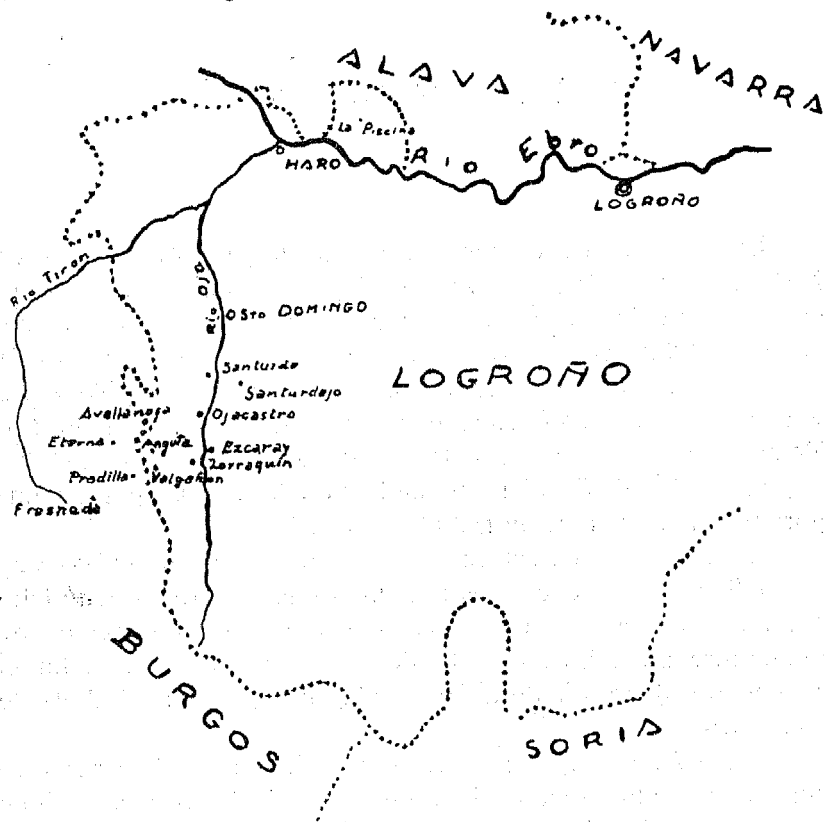 ALAVA
NAVARRA
La Piscina
HARO
RIO Ebro
LOGROÑO
Rio Tiron
Rio Oja
Sto DOMINGO
Santurde
LOGROÑO
Santurdejo
Avellanosa
Ojacastro
Eterna
Anguta
Ezcaray
Zorraquin
Pradilla
Valgañon
Fresneda
BURGOS
SORIA